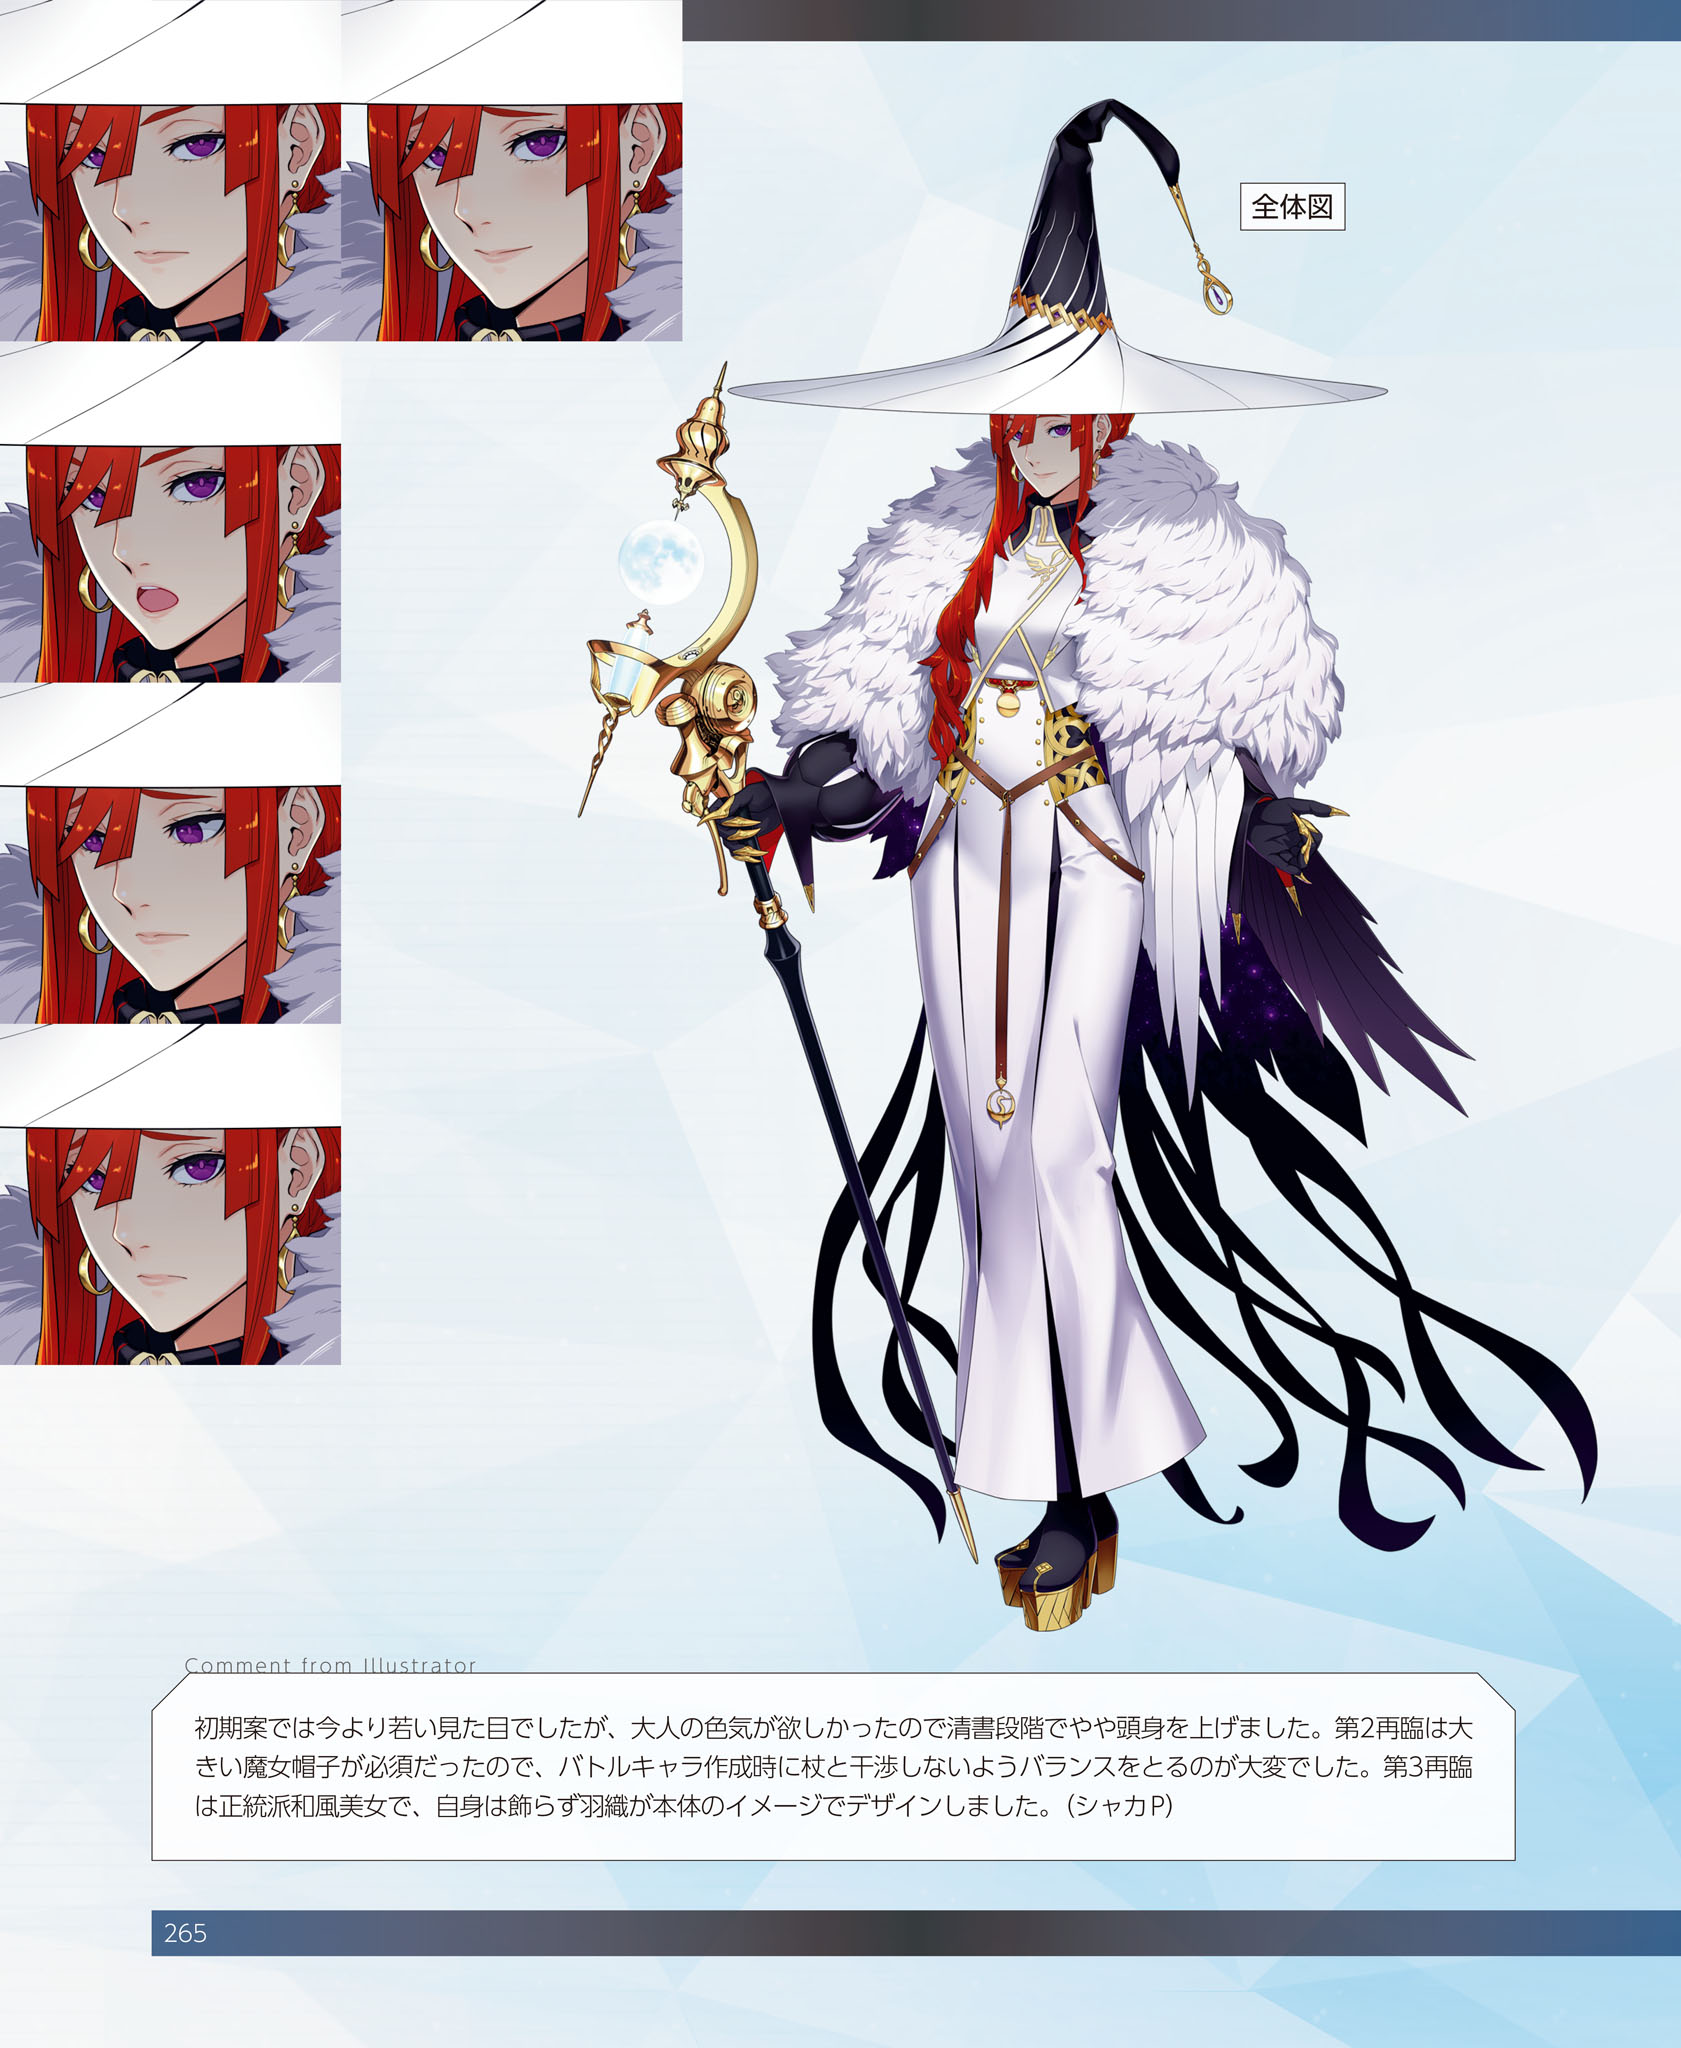 全体図
Comment from Illustrator
初期案では今より若い見た目でしたが、大人の色気が欲しかったので清書段階でやや頭身を上げました。第2再臨は大
きい魔女帽子が必須だったので、バトルキャラ作成時に杖と干渉しないようバランスをとるのが大変でした。第3再臨
は正統派和風美女で、自身は飾らず羽織が本体のイメージでデザインしました。(シャカP)
265